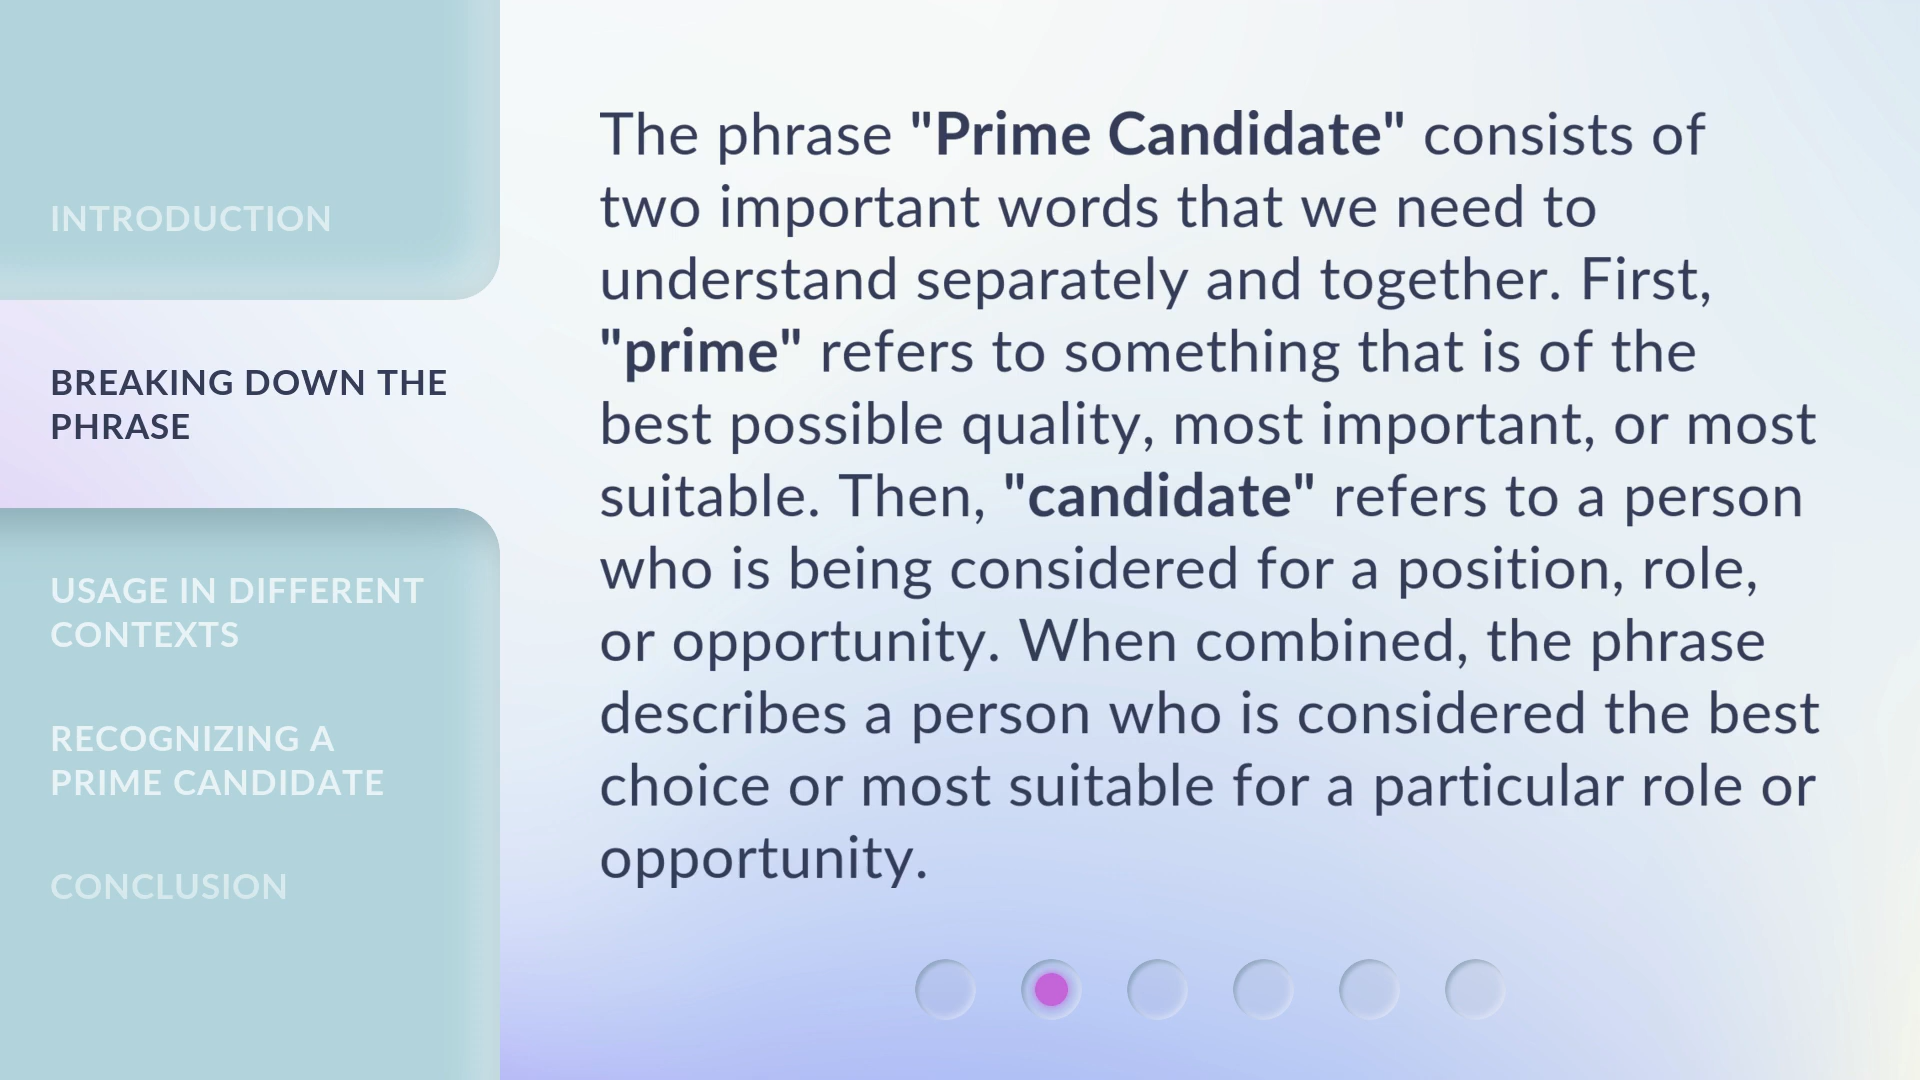 INTRODUCTION
BREAKING DOWN THE
PHRASE
USAGE IN DIFFERENT
CONTEXTS
RECOGNIZING A
PRIME CANDIDATE
CONCLUSION
The phrase "Prime Candidate" consists of
two important words that we need to
understand separately and together. First,
"prime" refers to something that is of the
best possible quality, most important, or most
suitable. Then, "candidate" refers to a person
who is being considered for a position, role,
or opportunity. When combined, the phrase
describes a person who is considered the best
choice or most suitable for a particular role or
opportunity.